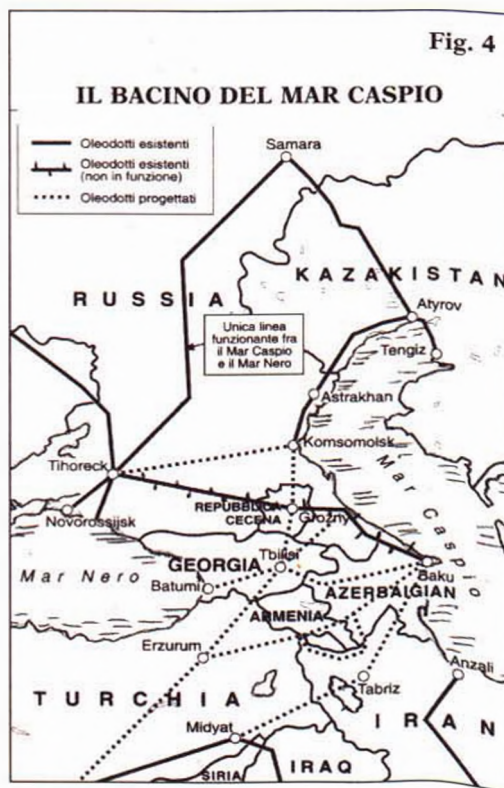 Fig. 4
IL BACINO DEL MAR CASPIO
Oleodotti esistenti
Oleodotti esistenti
(non in funzione)
Oleodotti progettati
Samara
KAZAKISTAN
RUSSIA
Atyrov
Unica linea
funzionante fra
il Mar Caspio
e il Mar Nero
Tengiz
Astrakhan
Komsomolsk
Tihoreck
Mar Caspio
REPUBBLICA
CECENA
Grozny
Novorossijsk
GEORGIA
Tbilisi
Mar Nero
Batumi
Baku
AZERBAIGIAN
ARMENIA
Erzurum
Anzali
Tabriz
TURCHIA
IRAN
Midyat
SIRIA
IRAQ